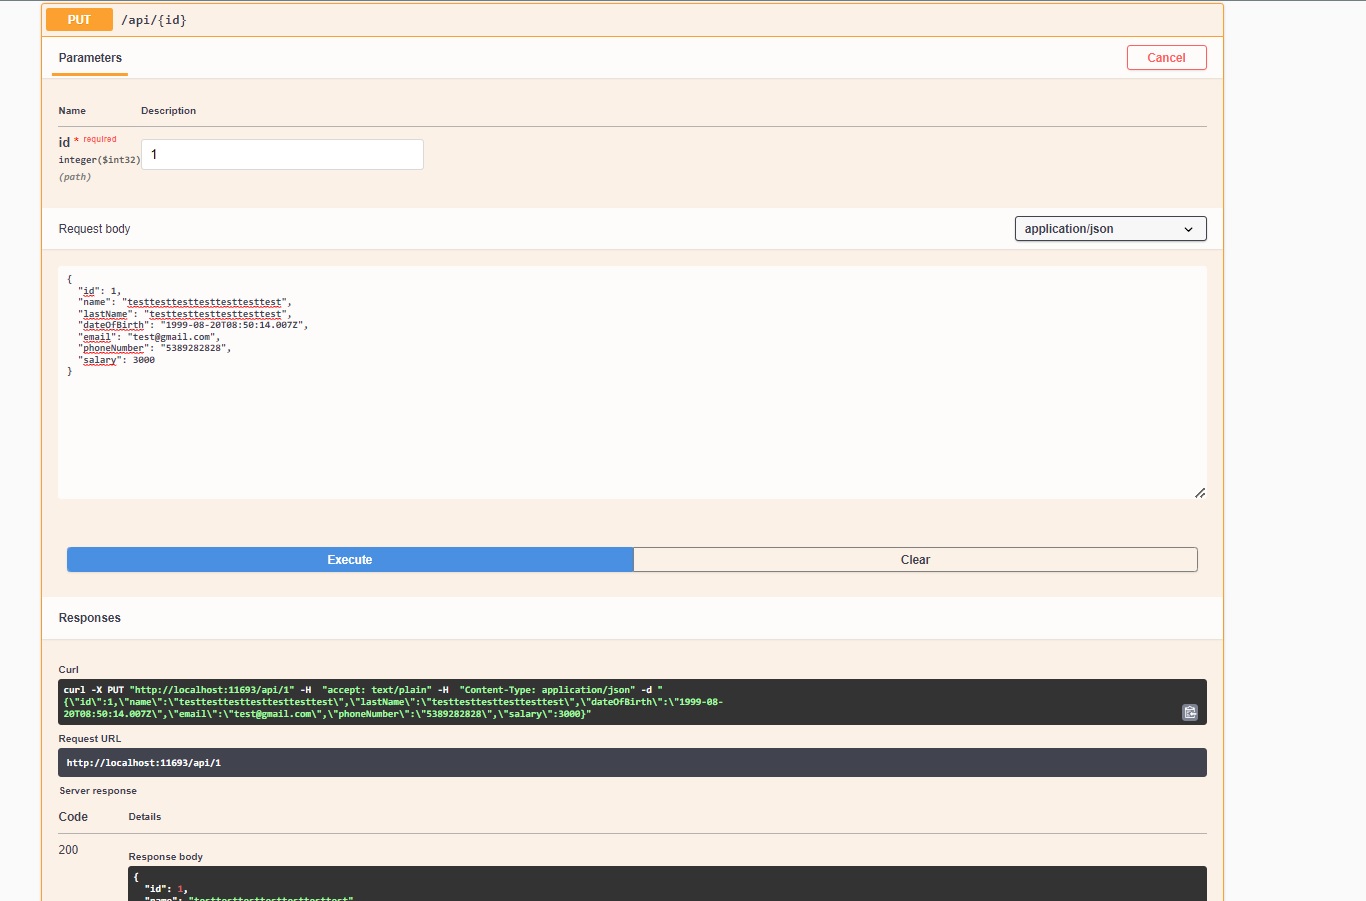 PUT /api/{id}
Parameters
Cancel
Name Description
id * required
integer($int32)
(path)
1
Request body
application/json
{
"id": 1,
"name": "testtesttesttesttesttesttest",
"lastName": "testtesttesttesttesttest",
"dateOfBirth": "1999-08-20T08:50:14.007Z",
"email": "test@gmail.com",
"phoneNumber": "5389282828",
"salary": 3000
}
Execute
Clear
Responses
Curl
curl -X PUT "http://localhost:11693/api/1" -H  "accept: text/plain" -H  "Content-Type: application/json" -d "
{\"id\":1,\"name\":\"testtesttesttesttesttesttest\",\"lastName\":\"testtesttesttesttesttest\",\"dateOfBirth\":\"1999-08-
20T08:50:14.007Z\",\"email\":\"test@gmail.com\",\"phoneNumber\":\"5389282828\",\"salary\":3000}"
Request URL
http://localhost:11693/api/1
Server response
Code Details
200
Response body
{
"id": 1,
"name": "testtesttesttesttesttesttest"